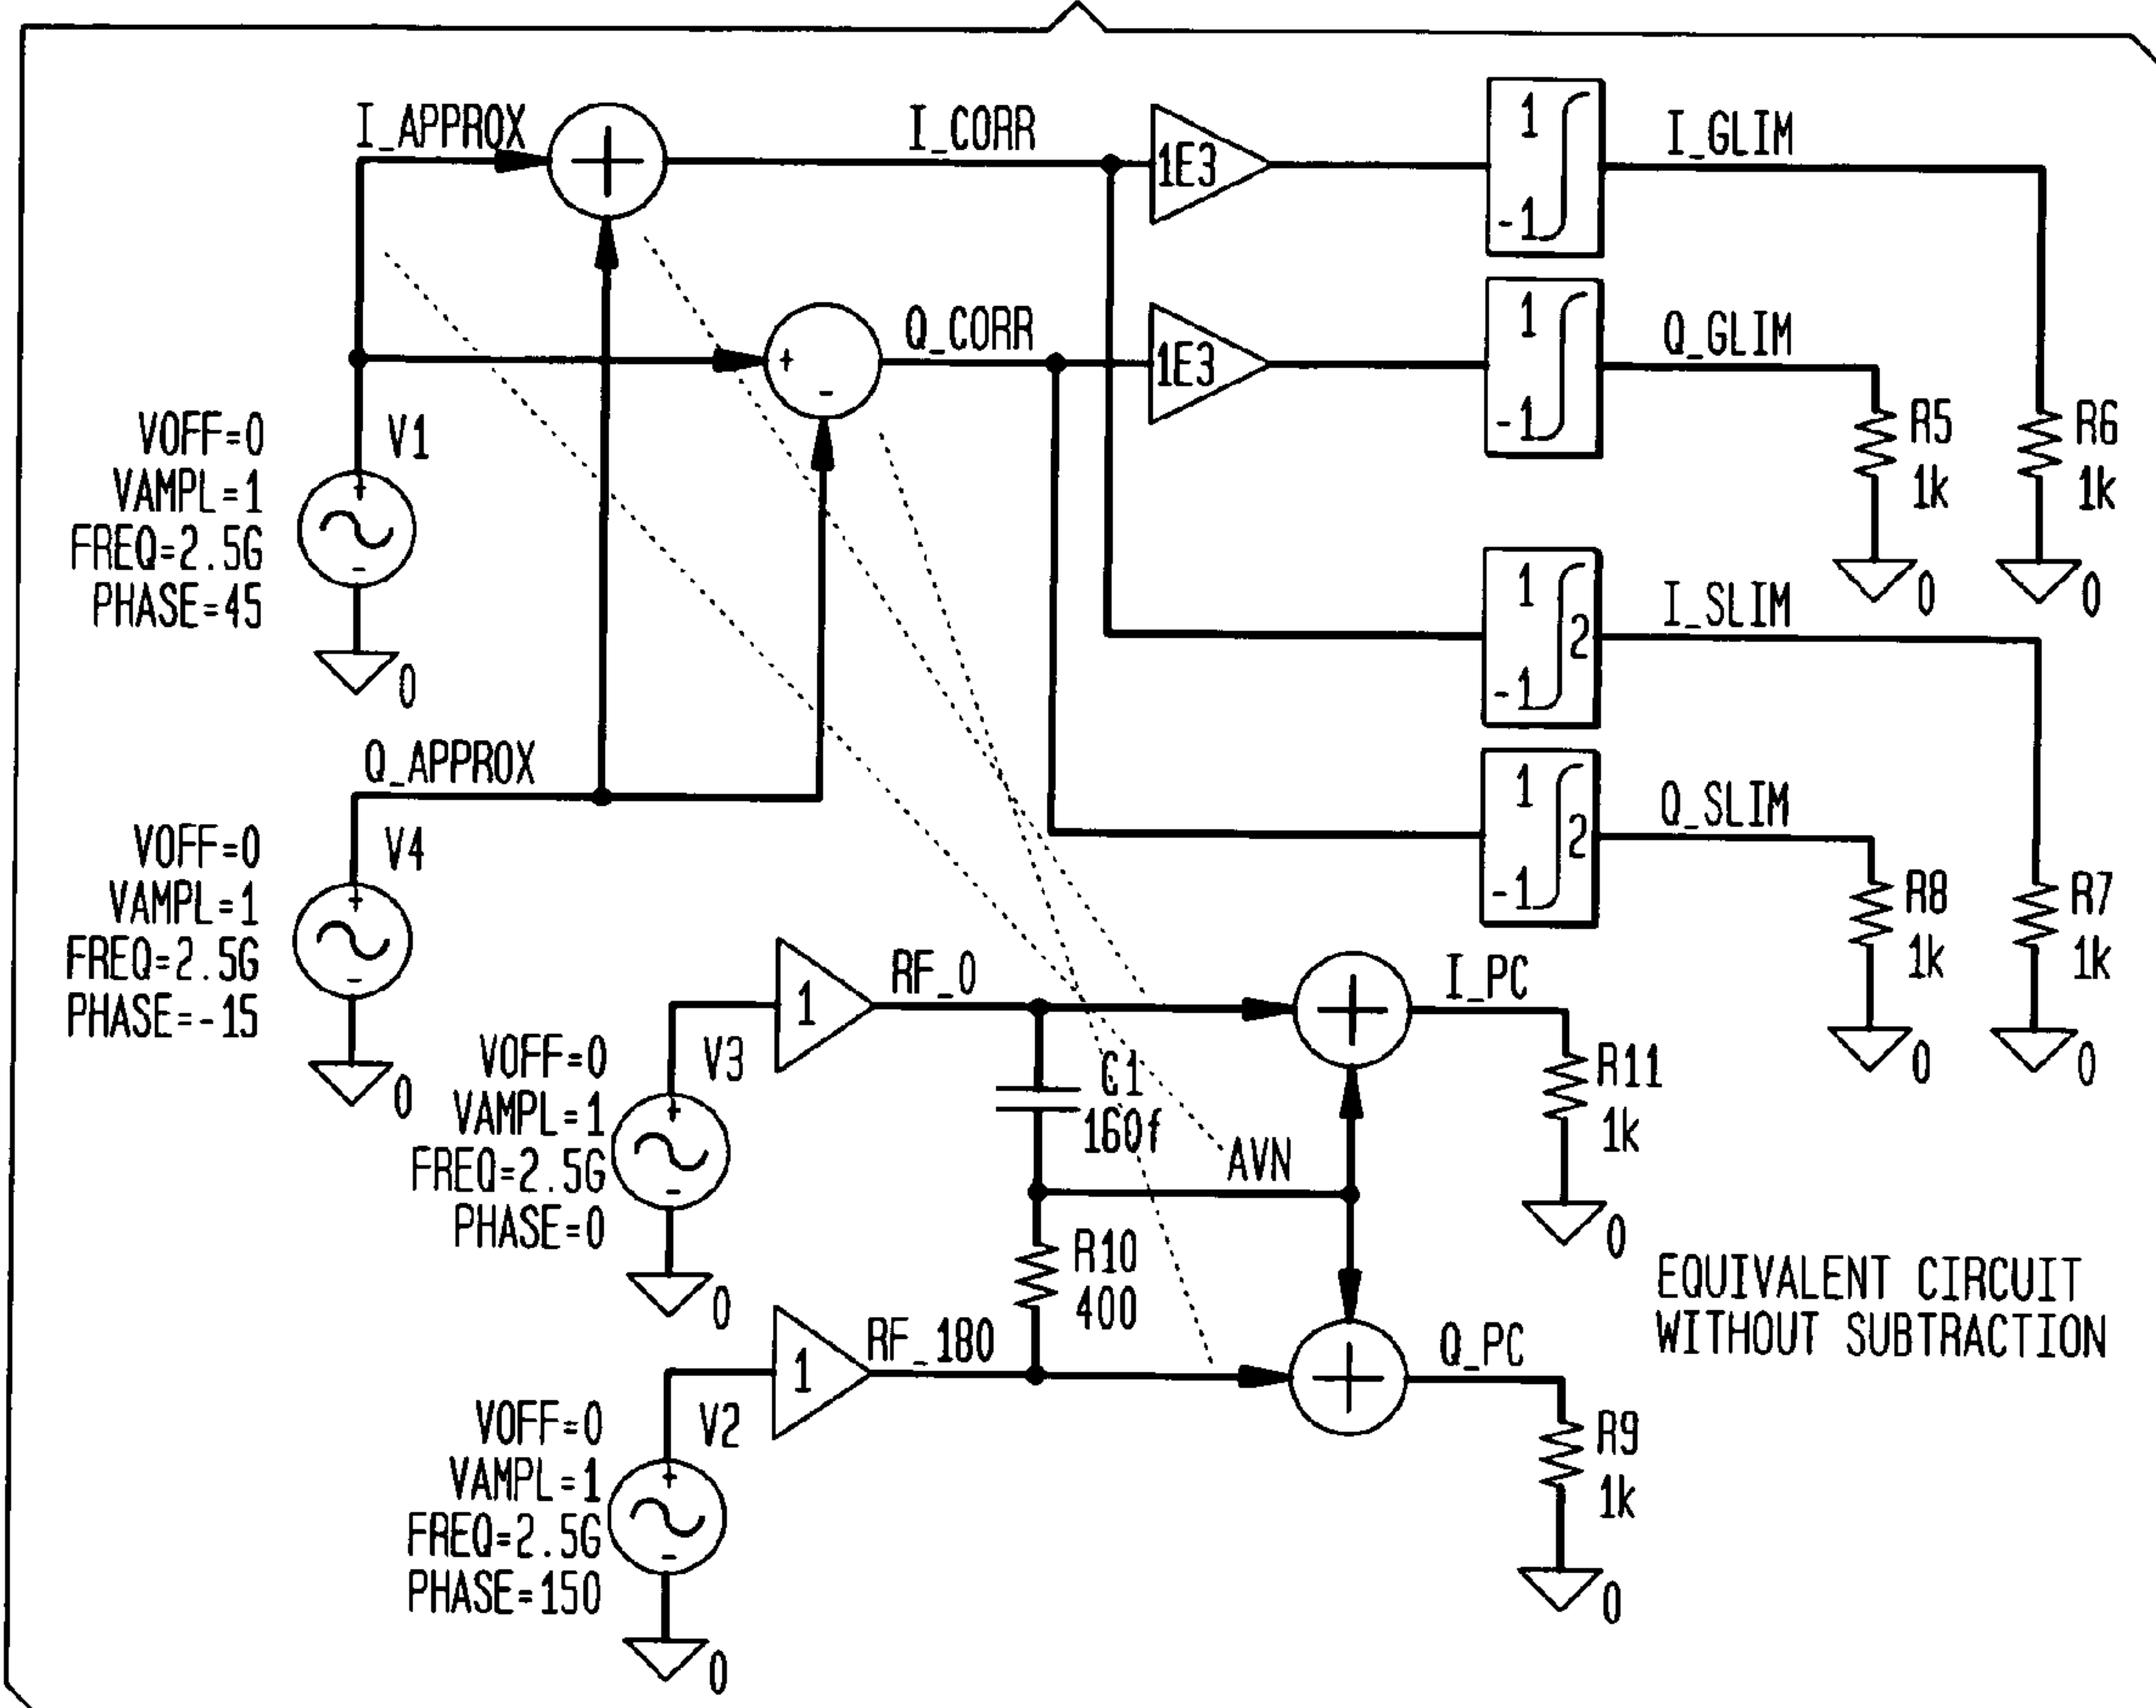 I_APPROX
I_CORR
1E3
1
-1
I_GLIM
+
-
Q_CORR
1E3
1
-1
Q_GLIM
R5
1k
0
R6
1k
0
VOFF=0
VAMPL=1
FREQ=2.5G
PHASE=45
V1
+
-
0
1
-1
2
I_SLIM
Q_APPROX
1
-1
2
Q_SLIM
R8
1k
0
R7
1k
0
VOFF=0
VAMPL=1
FREQ=2.5G
PHASE=-15
V4
+
-
0
VOFF=0
VAMPL=1
FREQ=2.5G
PHASE=0
V3
+
-
0
1
RF_0
C1
160f
AVN
I_PC
R11
1k
0
R10
400
EQUIVALENT CIRCUIT
WITHOUT SUBTRACTION
VOFF=0
VAMPL=1
FREQ=2.5G
PHASE=150
V2
+
-
0
1
RF_180
Q_PC
R9
1k
0